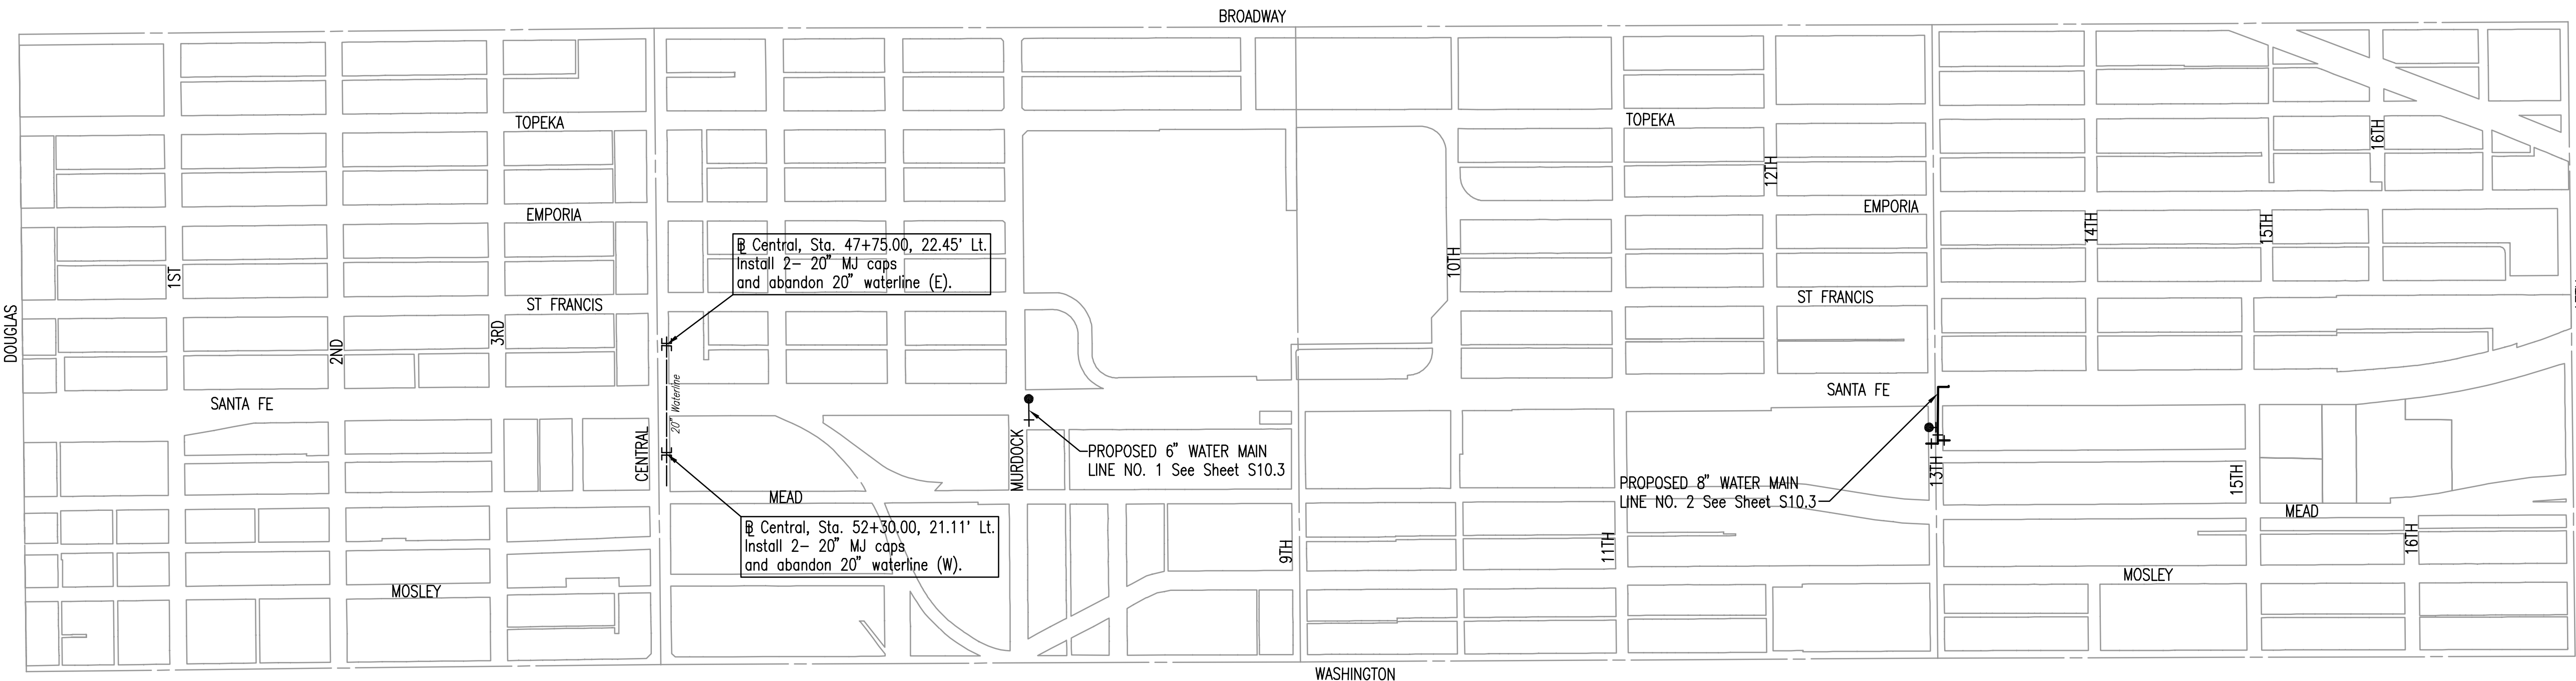 BROADWAY
TOPEKA
TOPEKA
16TH
12TH
EMPORIA
EMPORIA
14TH
15TH
℄ Central, Sta. 47+75.00, 22.45' Lt.
Install 2- 20" MJ caps
and abandon 20" waterline (E).
10TH
1ST
ST FRANCIS
ST FRANCIS
DOUGLAS
2ND
3RD
SANTA FE
SANTA FE
20" Waterline
CENTRAL
MURDOCK
PROPOSED 6" WATER MAIN
LINE NO. 1 See Sheet S10.3
13TH
15TH
PROPOSED 8" WATER MAIN
LINE NO. 2 See Sheet S10.3
MEAD
MEAD
℄ Central, Sta. 52+30.00, 21.11' Lt.
Install 2- 20" MJ caps
and abandon 20" waterline (W).
9TH
11TH
16TH
MOSLEY
MOSLEY
WASHINGTON